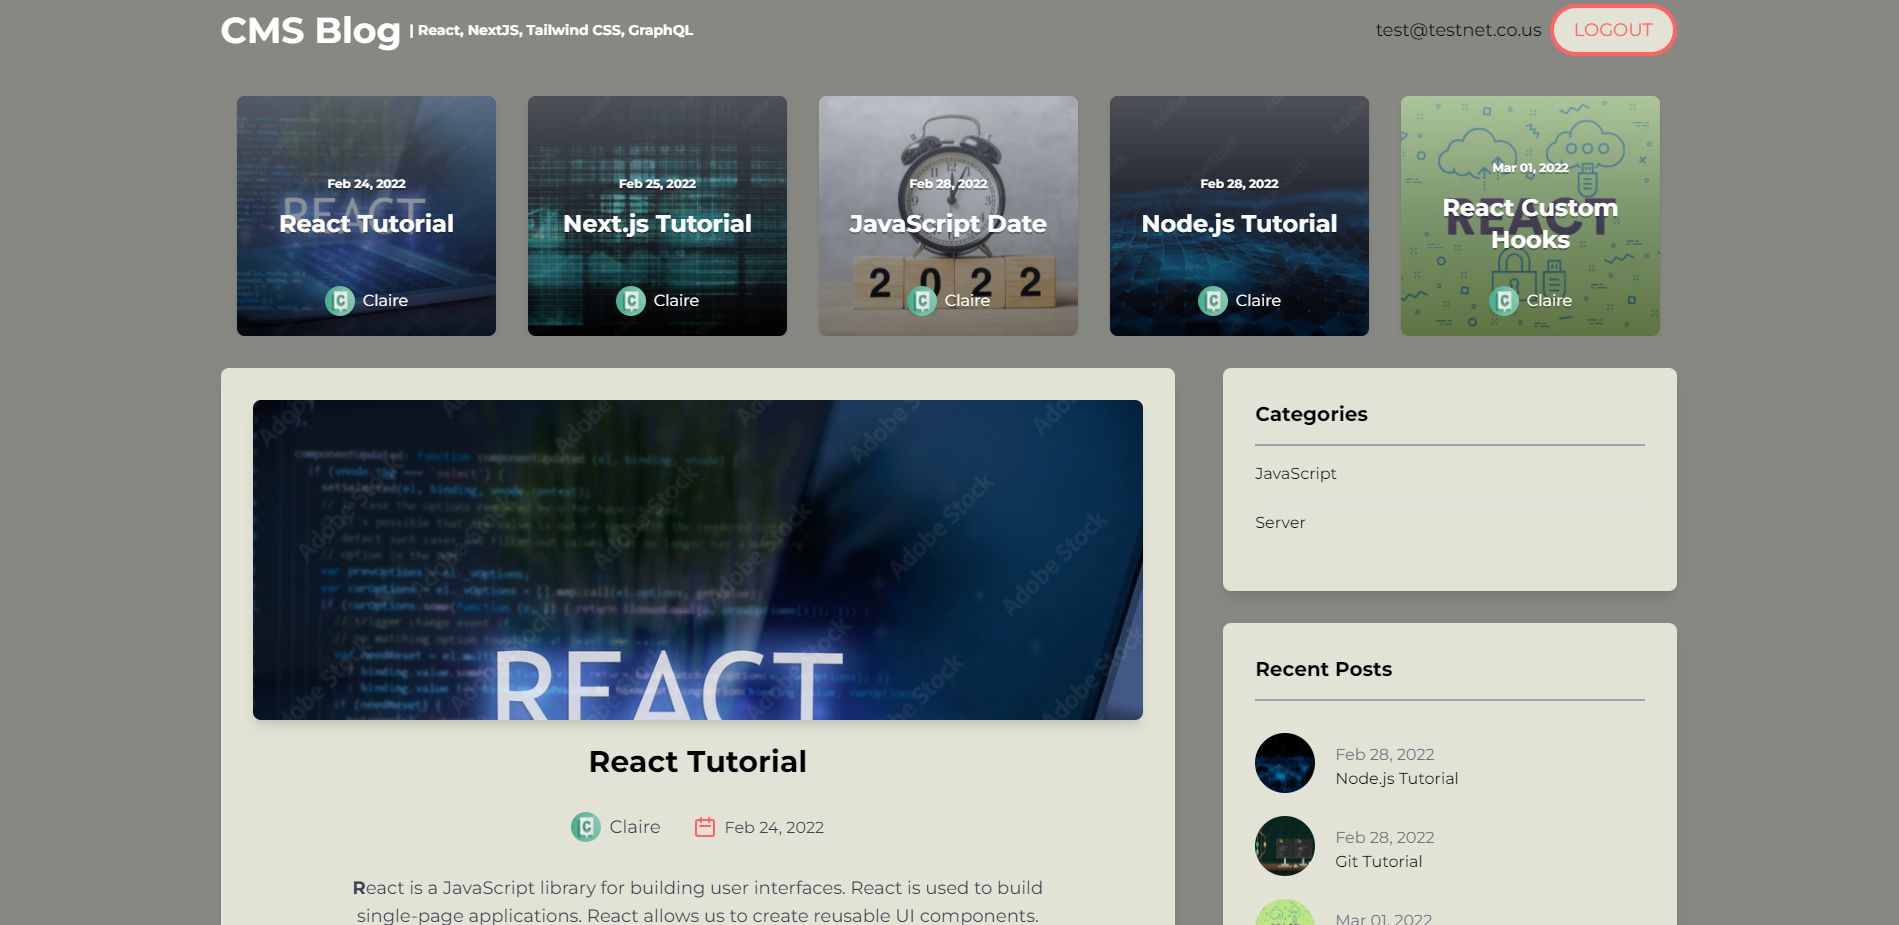 CMS Blog | React, NextJS, Tailwind CSS, GraphQL
test@testnet.co.us LOGOUT
Feb 24, 2022
REACT
React Tutorial
Claire
Feb 25, 2022
Next.js Tutorial
Claire
Feb 28, 2022
JavaScript Date
2022
Claire
Feb 28, 2022
Node.js Tutorial
Claire
Mar 01, 2022
REACT
React Custom
Hooks
Claire
Adobe Stock
REACT
React Tutorial
Claire Feb 24, 2022
React is a JavaScript library for building user interfaces. React is used to build
single-page applications. React allows us to create reusable UI components.
Categories
JavaScript
Server
Recent Posts
Feb 28, 2022
Node.js Tutorial
Feb 28, 2022
Git Tutorial
Mar 01, 2022